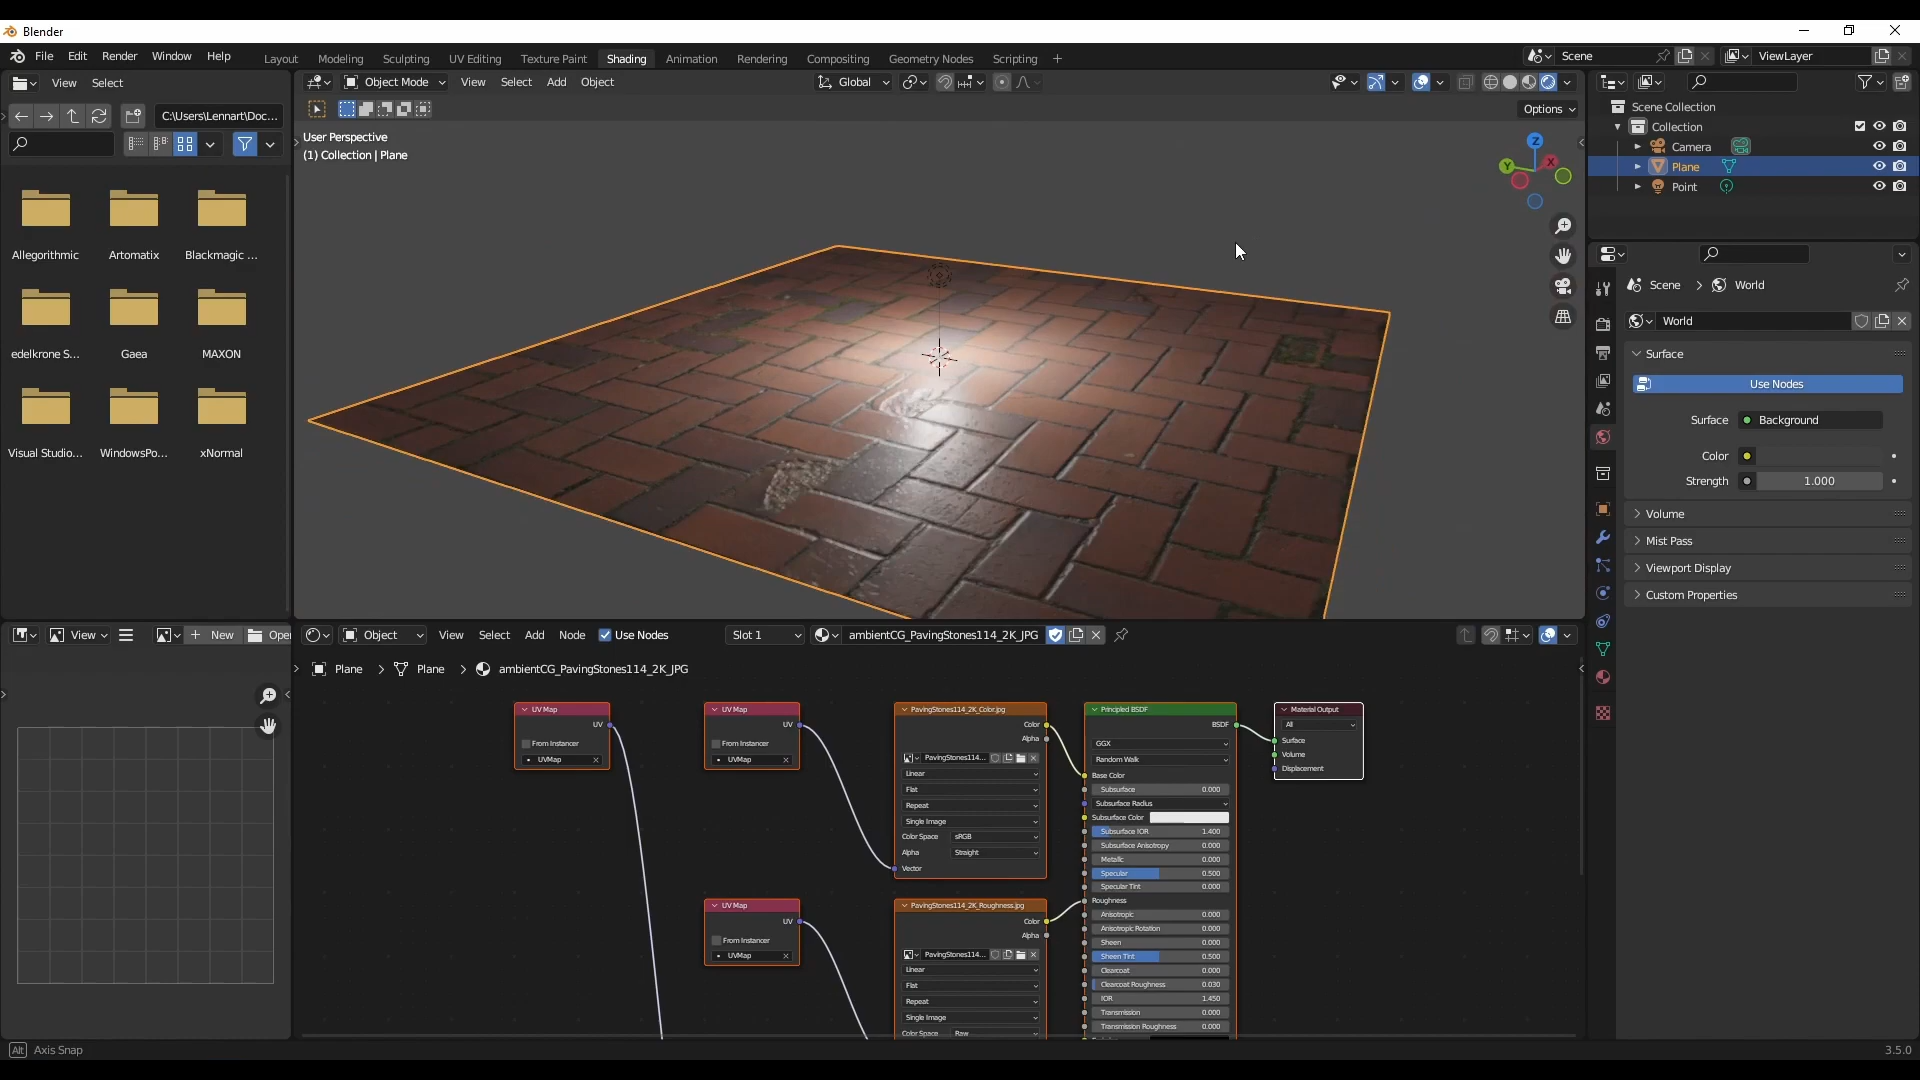 Blender
File Edit Render Window Help
Layout Modeling Sculpting UV Editing Texture Paint Shading Animation Rendering Compositing Geometry Nodes Scripting +
Scene
ViewLayer
View Select
Object Mode View Select Add Object
Global
C:\Users\Lennart\Doc...
Options
User Perspective
(1) Collection | Plane
Z
Y
X
Allegorithmic Artomatix Blackmagic ...
edelkrone S... Gaea MAXON
Visual Studio... WindowsPo... xNormal
Scene Collection
Collection
Camera
Plane
Point
Scene > World
World
Surface
Use Nodes
Surface Background
Color
Strength 1.000
Volume
Mist Pass
Viewport Display
Custom Properties
View + New Open
Object View Select Add Node Use Nodes Slot 1 ambientCG_PavingStones114_2K_JPG
Plane > Plane > ambientCG_PavingStones114_2K_JPG
UV Map
UV
From Instancer
UVMap
UV Map
UV
From Instancer
UVMap
UV Map
UV
From Instancer
UVMap
PavingStones114_2K_Color.jpg
Color
Alpha
PavingStones114...
Linear
Flat
Repeat
Single Image
Color Space sRGB
Alpha Straight
Vector
PavingStones114_2K_Roughness.jpg
Color
Alpha
PavingStones114...
Linear
Flat
Repeat
Single Image
Color Space Raw
Principled BSDF
BSDF
GGX
Random Walk
Base Color
Subsurface 0.000
Subsurface Radius
Subsurface Color
Subsurface IOR 1.400
Subsurface Anisotropy 0.000
Metallic 0.000
Specular 0.500
Specular Tint 0.000
Roughness
Anisotropic 0.000
Anisotropic Rotation 0.000
Sheen 0.000
Sheen Tint 0.500
Clearcoat 0.000
Clearcoat Roughness 0.030
IOR 1.450
Transmission 0.000
Transmission Roughness 0.000
Material Output
All
Surface
Volume
Displacement
Alt Axis Snap
3.5.0